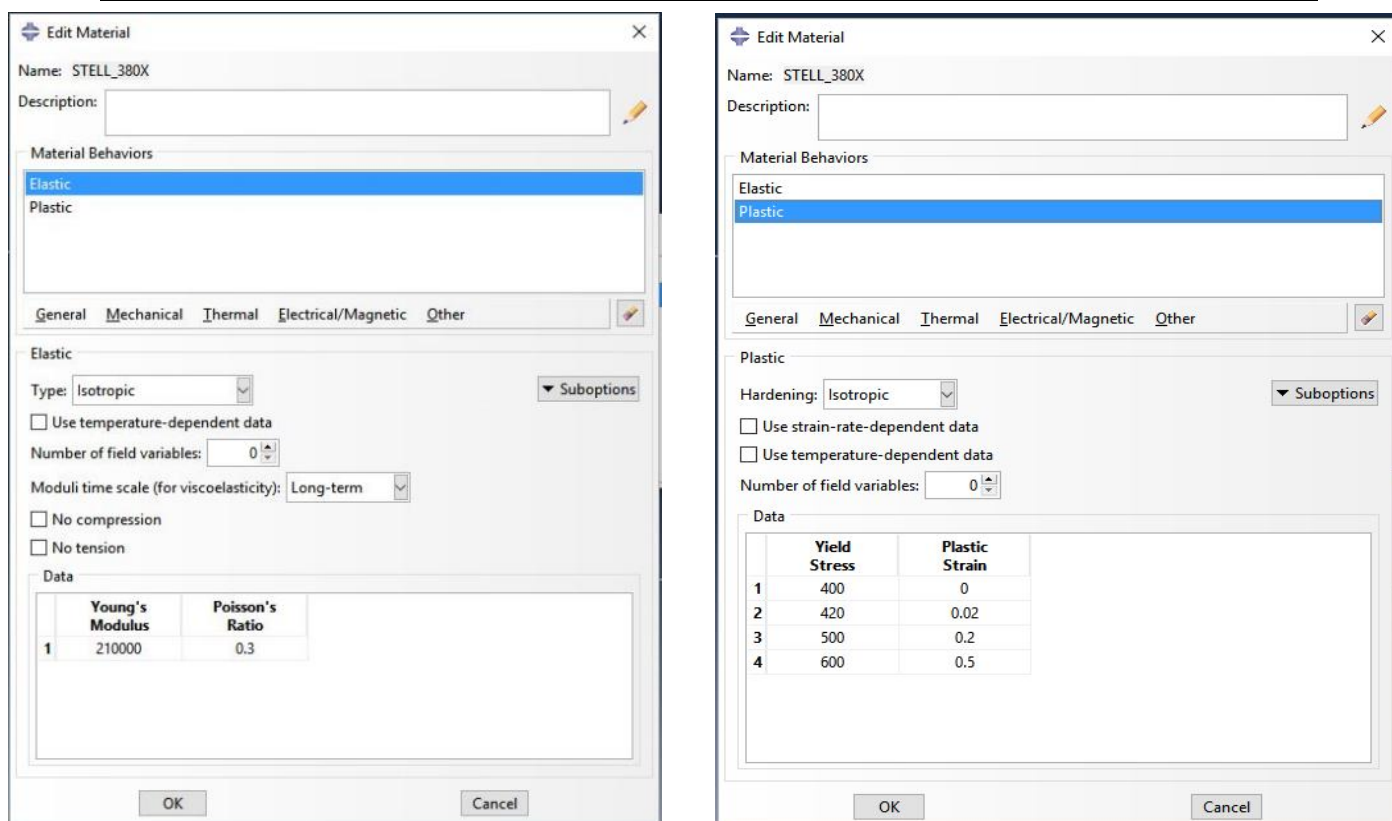 Edit Material
Name: STELL_380X
Description:
Material Behaviors
Elastic
Plastic
General Mechanical Thermal Electrical/Magnetic Other
Elastic
Type: Isotropic
Suboptions
Use temperature-dependent data
Number of field variables: 0
Moduli time scale (for viscoelasticity): Long-term
No compression
No tension
Data
Young's Modulus Poisson's Ratio
1 210000 0.3
OK Cancel
Edit Material
Name: STELL_380X
Description:
Material Behaviors
Elastic
Plastic
General Mechanical Thermal Electrical/Magnetic Other
Plastic
Hardening: Isotropic
Suboptions
Use strain-rate-dependent data
Use temperature-dependent data
Number of field variables: 0
Data
Yield Stress Plastic Strain
1 400 0
2 420 0.02
3 500 0.2
4 600 0.5
OK Cancel